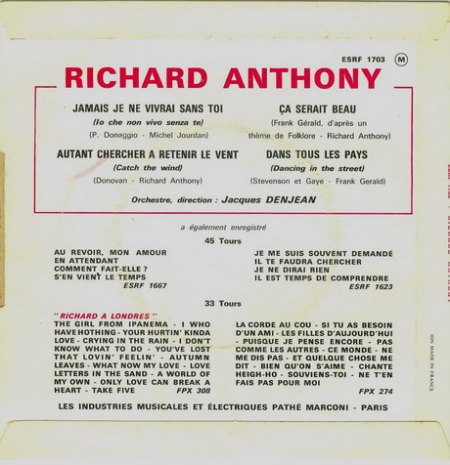 ESRF 1703 M
RICHARD ANTHONY
JAMAIS JE NE VIVRAI SANS TOI
(Io che non vivo senza te)
(P. Donaggio - Michel Jourdan)
AUTANT CHERCHER A RETENIR LE VENT
(Catch the wind)
(Donovan - Richard Anthony)
ÇA SERAIT BEAU
(Frank Gérald, d'après un
thème de Folklore - Richard Anthony)
DANS TOUS LES PAYS
(Dancing in the street)
(Stevenson et Gaye - Frank Gerald)
Orchestre, direction : Jacques DENJEAN
a également enregistré
45 Tours
AU REVOIR, MON AMOUR
EN ATTENDANT
COMMENT FAIT-ELLE ?
S'EN VIENT LE TEMPS
ESRF 1667
JE ME SUIS SOUVENT DEMANDÉ
IL TE FAUDRA CHERCHER
JE NE DIRAI RIEN
IL EST TEMPS DE COMPRENDRE
ESRF 1623
33 Tours
"RICHARD A LONDRES"
THE GIRL FROM IPANEMA - I WHO
HAVE NOTHING - YOUR HURTIN' KINDA
LOVE - CRYING IN THE RAIN - I DON'T
KNOW WHAT TO DO - YOU'VE LOST
THAT LOVIN' FEELIN' - AUTUMN
LEAVES - WHAT NOW MY LOVE - LOVE
LETTERS IN THE SAND - A WORLD OF
MY OWN - ONLY LOVE CAN BREAK A
HEART - TAKE FIVE FPX 308
LA CORDE AU COU - SI TU AS BESOIN
D'UN AMI - LES FILLES D'AUJOURD'HUI
- PUISQUE JE PENSE ENCORE - PAS
COMME LES AUTRES - CE MONDE - NE
ME DIS PAS - ET QUELQUE CHOSE ME
DIT - BIEN QU'ON S'AIME - CHANTE
HEIGH-HO - SOUVIENS-TOI - NE T'EN
FAIS PAS POUR MOI
FPX 274
LES INDUSTRIES MUSICALES ET ÉLECTRIQUES PATHÉ MARCONI - PARIS
MADE IN FRANCE